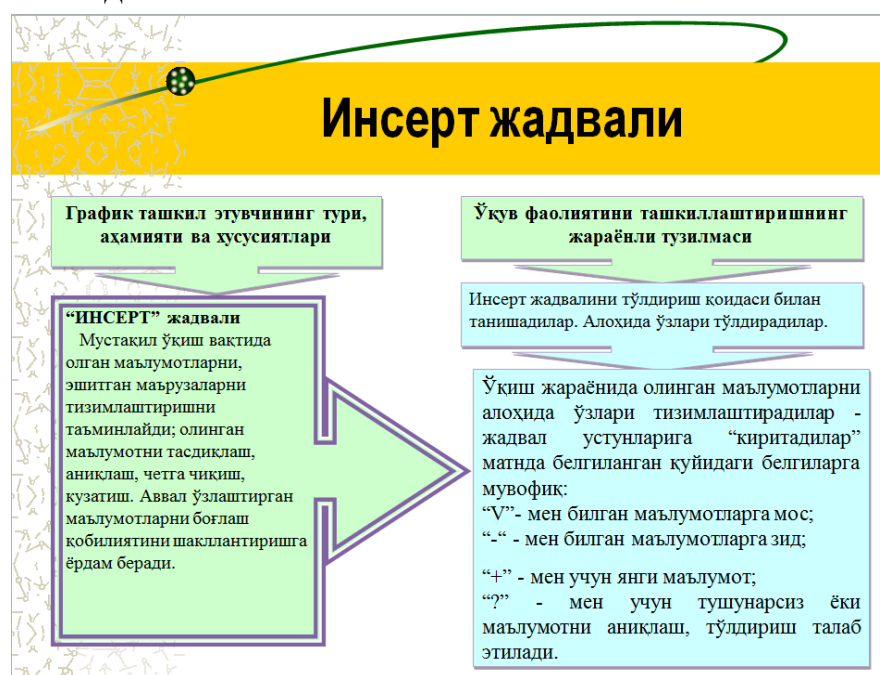 Инсерт жадвали
График ташкил этувчининг тури,
аҳамияти ва хусусиятлари
“ИНСЕРТ” жадвали
Мустақил ўқиш вақтида
олган маълумотларни,
эшитган маърузаларни
тизимлаштиришни
таъминлайди; олинган
маълумотни тасдиқлаш,
аниқлаш, четга чиқиш,
кузатиш. Аввал ўзлаштирган
маълумотларни боғлаш
қобилиятини шакллантиришга
ёрдам беради.
Ўқув фаолиятини ташкиллаштиришнинг
жараёнли тузилмаси
Инсерт жадвалини тўлдириш қоидаси билан
танишадилар. Алоҳида ўзлари тўлдирадилар.
Ўқиш жараёнида олинган маълумотларни
алоҳида ўзлари тизимлаштирадилар -
жадвал устунларига “киритадилар”
матнда белгиланган қуйидаги белгиларга
мувофиқ:
“V”- мен билган маълумотларга мос;
“-“ - мен билган маълумотларга зид;
“+” - мен учун янги маълумот;
“?” - мен учун тушунарсиз ёки
маълумотни аниқлаш, тўлдириш талаб
этилади.